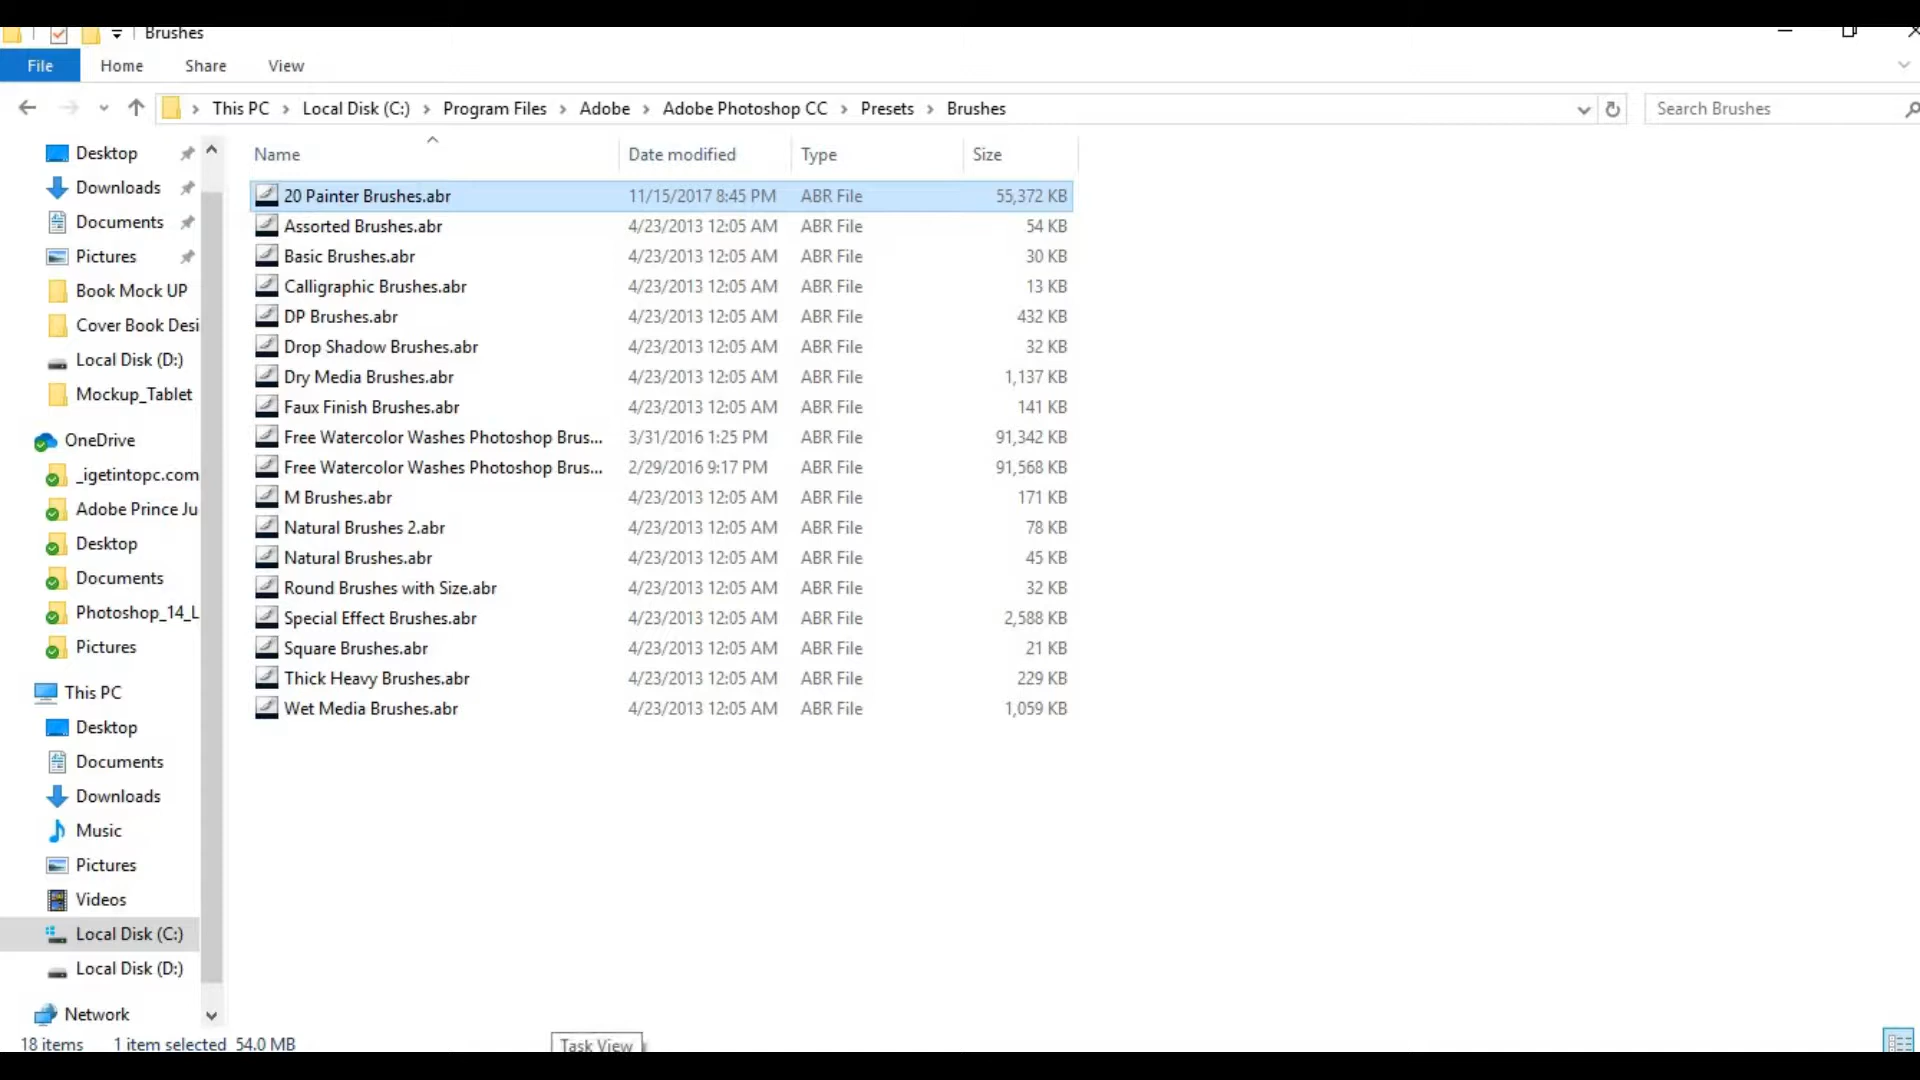 Brushes
File Home Share View
This PC Local Disk (C:) Program Files Adobe Adobe Photoshop CC Presets Brushes Search Brushes
Desktop
Downloads
Documents
Pictures
Book Mock UP
Cover Book Desi
Local Disk (D:)
Mockup_Tablet
OneDrive
_igetintopc.com
Adobe Prince Ju
Desktop
Documents
Photoshop_14_L
Pictures
This PC
Desktop
Documents
Downloads
Music
Pictures
Videos
Local Disk (C:)
Local Disk (D:)
Network
Name Date modified Type Size
20 Painter Brushes.abr 11/15/2017 8:45 PM ABR File 55,372 KB
Assorted Brushes.abr 4/23/2013 12:05 AM ABR File 54 KB
Basic Brushes.abr 4/23/2013 12:05 AM ABR File 30 KB
Calligraphic Brushes.abr 4/23/2013 12:05 AM ABR File 13 KB
DP Brushes.abr 4/23/2013 12:05 AM ABR File 432 KB
Drop Shadow Brushes.abr 4/23/2013 12:05 AM ABR File 32 KB
Dry Media Brushes.abr 4/23/2013 12:05 AM ABR File 1,137 KB
Faux Finish Brushes.abr 4/23/2013 12:05 AM ABR File 141 KB
Free Watercolor Washes Photoshop Brus... 3/31/2016 1:25 PM ABR File 91,342 KB
Free Watercolor Washes Photoshop Brus... 2/29/2016 9:17 PM ABR File 91,568 KB
M Brushes.abr 4/23/2013 12:05 AM ABR File 171 KB
Natural Brushes 2.abr 4/23/2013 12:05 AM ABR File 78 KB
Natural Brushes.abr 4/23/2013 12:05 AM ABR File 45 KB
Round Brushes with Size.abr 4/23/2013 12:05 AM ABR File 32 KB
Special Effect Brushes.abr 4/23/2013 12:05 AM ABR File 2,588 KB
Square Brushes.abr 4/23/2013 12:05 AM ABR File 21 KB
Thick Heavy Brushes.abr 4/23/2013 12:05 AM ABR File 229 KB
Wet Media Brushes.abr 4/23/2013 12:05 AM ABR File 1,059 KB
18 items 1 item selected 54.0 MB
Task View